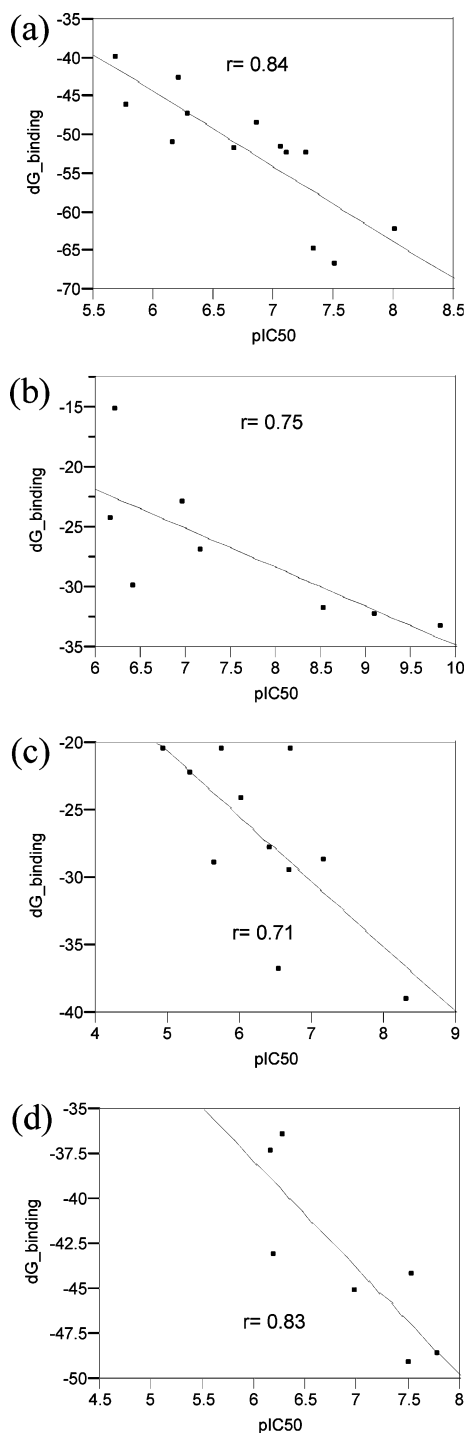 (a)
-35
-40
-45
-50
-55
-60
-65
-70
r= 0.84
dG_binding
5.5 6 6.5 7 7.5 8 8.5
pIC50
(b)
-15
-20
-25
-30
-35
r= 0.75
dG_binding
6 6.5 7 7.5 8 8.5 9 9.5 10
pIC50
(c)
-20
-25
-30
-35
-40
r= 0.71
dG_binding
4 5 6 7 8 9
pIC50
(d)
-35
-37.5
-40
-42.5
-45
-47.5
-50
r= 0.83
dG_binding
4.5 5 5.5 6 6.5 7 7.5 8
pIC50